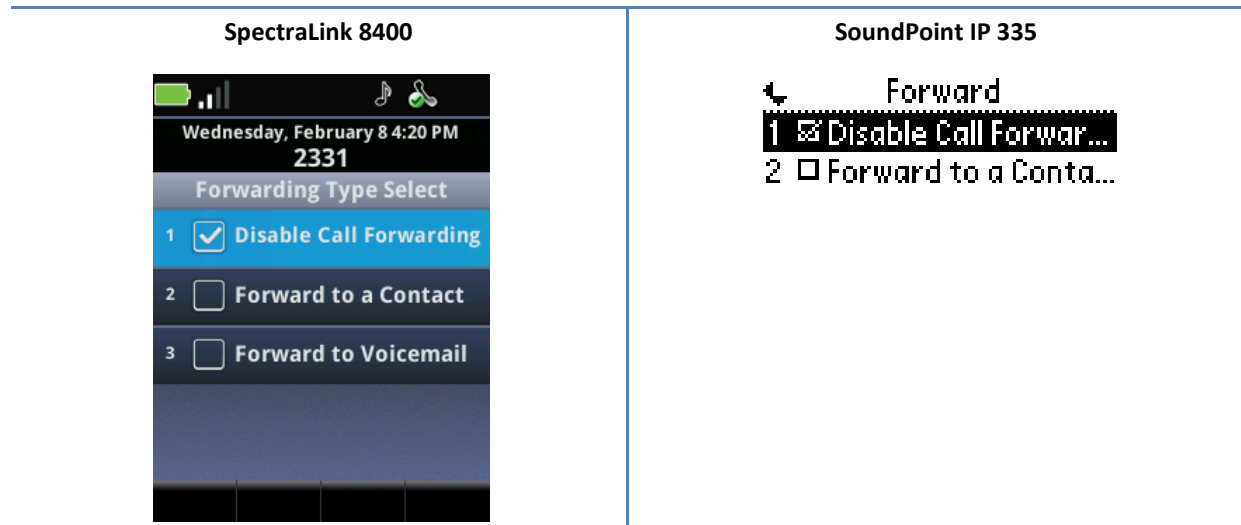 SpectraLink 8400
Wednesday, February 8 4:20 PM
2331
Forwarding Type Select
1 Disable Call Forwarding
2 Forward to a Contact
3 Forward to Voicemail
SoundPoint IP 335
Forward
1 Disable Call Forwar...
2 Forward to a Conta...